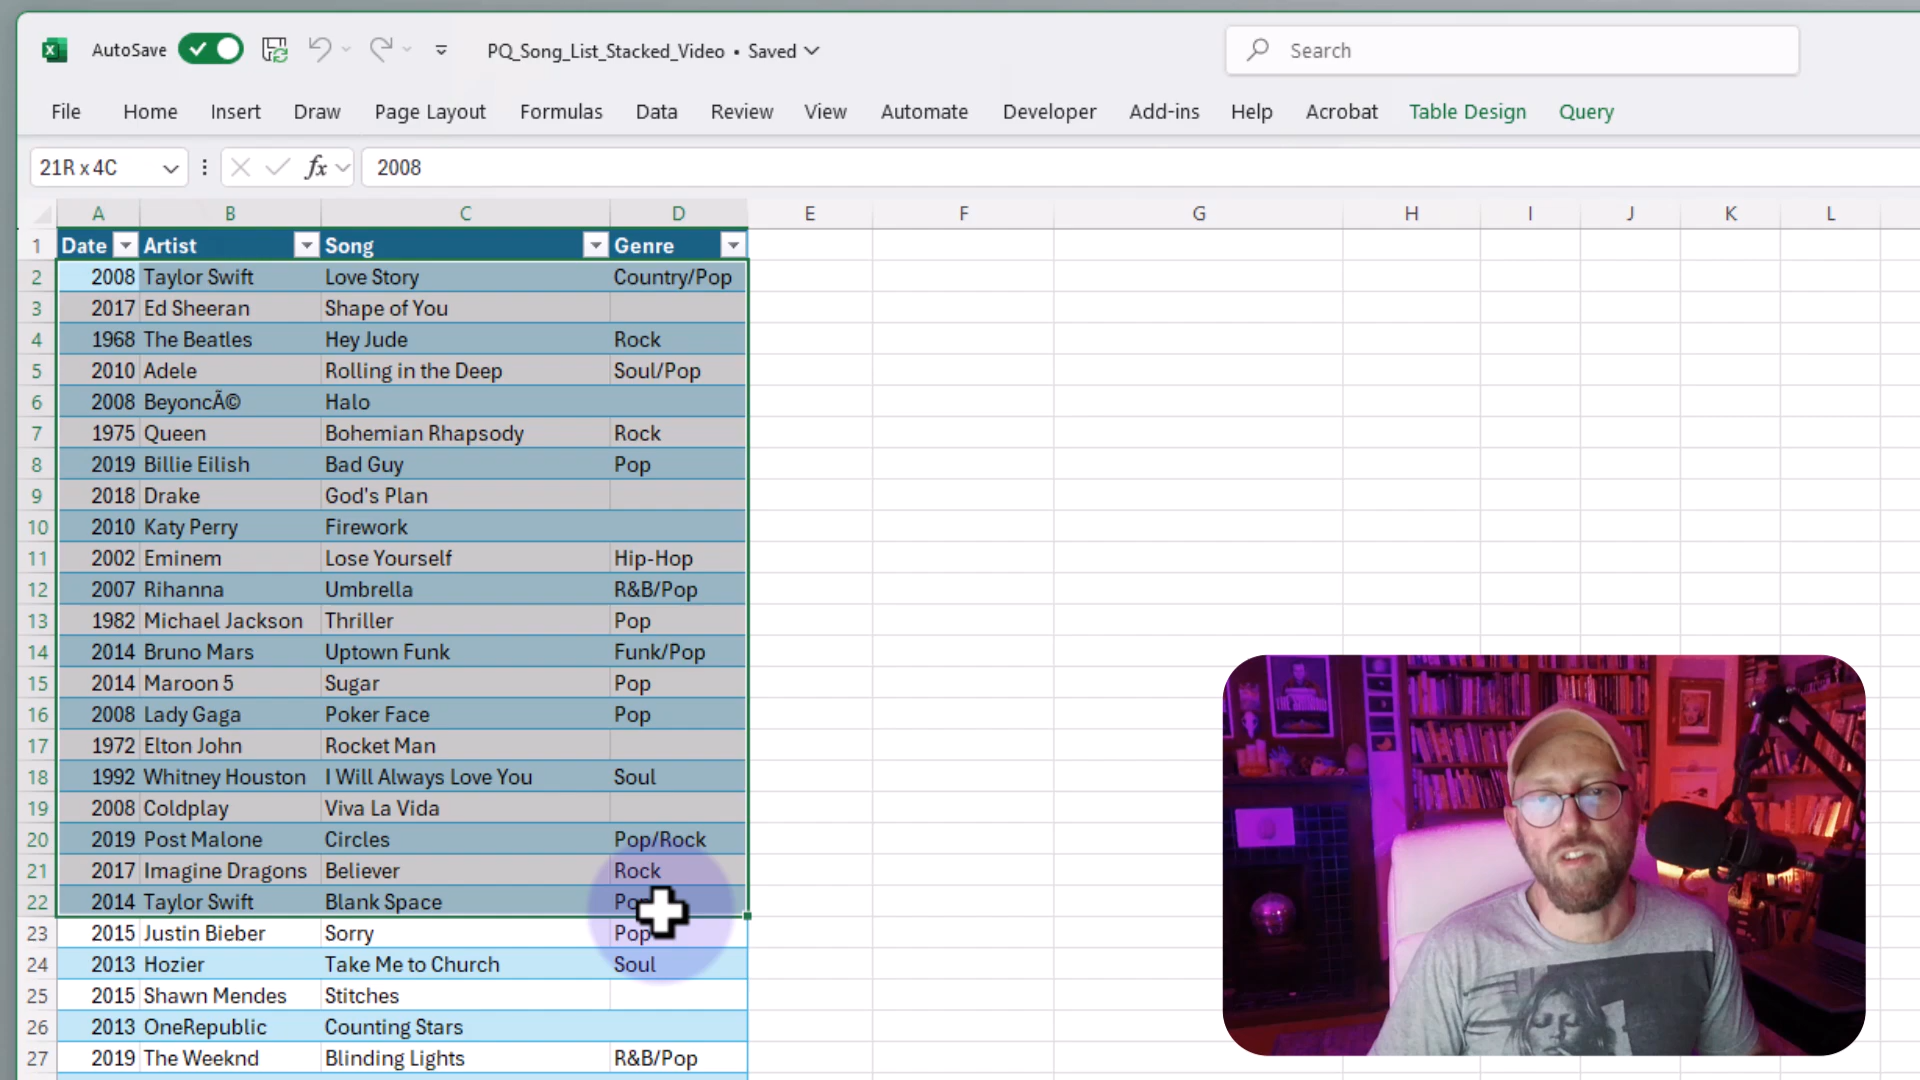 AutoSave PQ_Song_List_Stacked_Video • Saved Search
File Home Insert Draw Page Layout Formulas Data Review View Automate Developer Add-ins Help Acrobat Table Design Query
21R x 4C fx 2008
A B C D E F G H I J K L
1 Date Artist Song Genre
2 2008 Taylor Swift Love Story Country/Pop
3 2017 Ed Sheeran Shape of You
4 1968 The Beatles Hey Jude Rock
5 2010 Adele Rolling in the Deep Soul/Pop
6 2008 BeyoncÃ© Halo
7 1975 Queen Bohemian Rhapsody Rock
8 2019 Billie Eilish Bad Guy Pop
9 2018 Drake God's Plan
10 2010 Katy Perry Firework
11 2002 Eminem Lose Yourself Hip-Hop
12 2007 Rihanna Umbrella R&B/Pop
13 1982 Michael Jackson Thriller Pop
14 2014 Bruno Mars Uptown Funk Funk/Pop
15 2014 Maroon 5 Sugar Pop
16 2008 Lady Gaga Poker Face Pop
17 1972 Elton John Rocket Man
18 1992 Whitney Houston I Will Always Love You Soul
19 2008 Coldplay Viva La Vida
20 2019 Post Malone Circles Pop/Rock
21 2017 Imagine Dragons Believer Rock
22 2014 Taylor Swift Blank Space
23 2015 Justin Bieber Sorry Pop
24 2013 Hozier Take Me to Church Soul
25 2015 Shawn Mendes Stitches
26 2013 OneRepublic Counting Stars
27 2019 The Weeknd Blinding Lights R&B/Pop